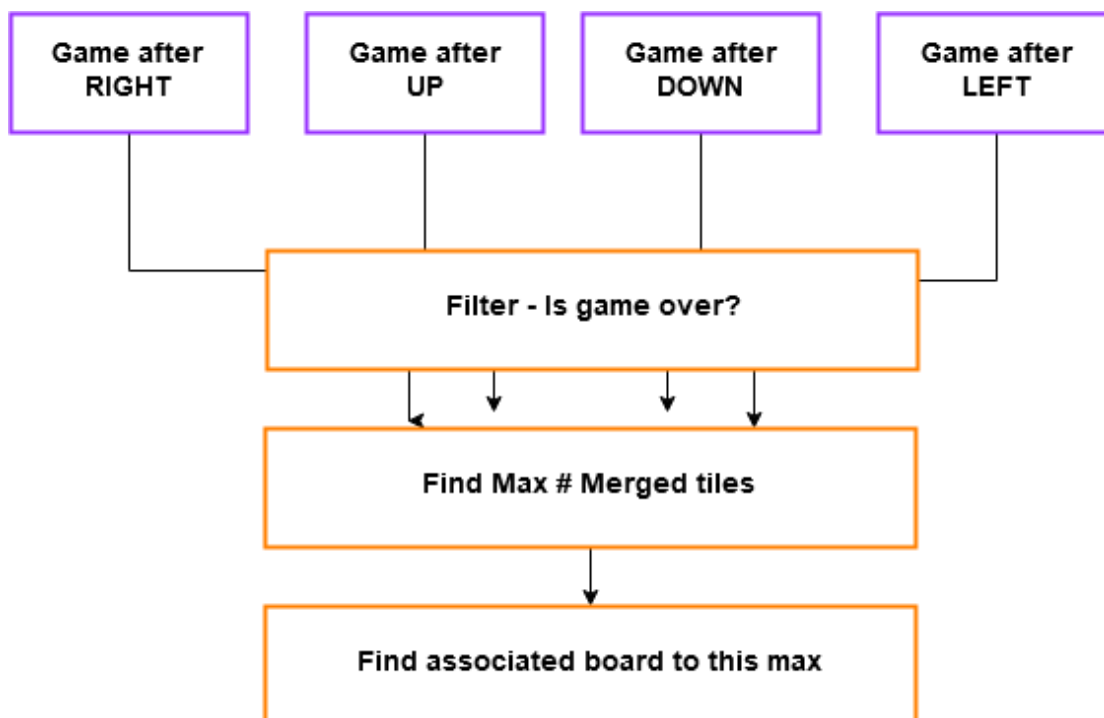 Game after
RIGHT
Game after
UP
Game after
DOWN
Game after
LEFT
Filter - Is game over?
Find Max # Merged tiles
Find associated board to this max